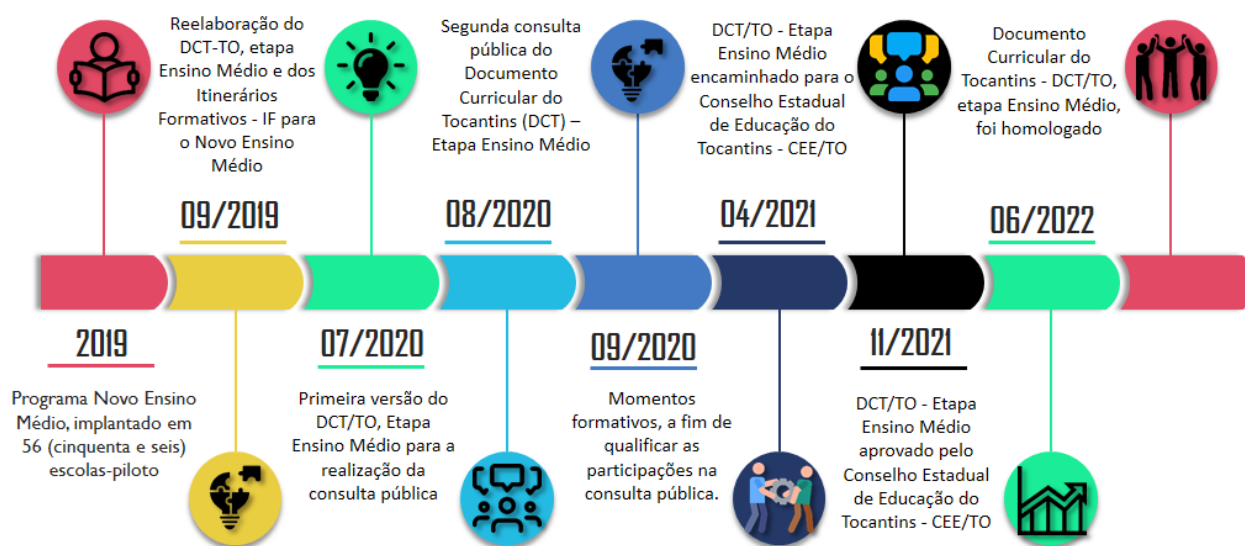 2019
Programa Novo Ensino
Médio, implantado em
56 (cinquenta e seis)
escolas-piloto
Reelaboração do
DCT-TO, etapa
Ensino Médio e dos
Itinerários
Formativos - IF para
o Novo Ensino
Médio
09/2019
07/2020
Primeira versão do
DCT/TO, Etapa
Ensino Médio para a
realização da
consulta pública
Segunda consulta
pública do
Documento
Curricular do
Tocantins (DCT) –
Etapa Ensino Médio
08/2020
09/2020
Momentos
formativos, a fim de
qualificar as
participações na
consulta pública.
DCT/TO - Etapa
Ensino Médio
encaminhado para o
Conselho Estadual
de Educação do
Tocantins - CEE/TO
04/2021
11/2021
DCT/TO - Etapa
Ensino Médio
aprovado pelo
Conselho Estadual
de Educação do
Tocantins - CEE/TO
Documento
Curricular do
Tocantins - DCT/TO,
etapa Ensino Médio,
foi homologado
06/2022